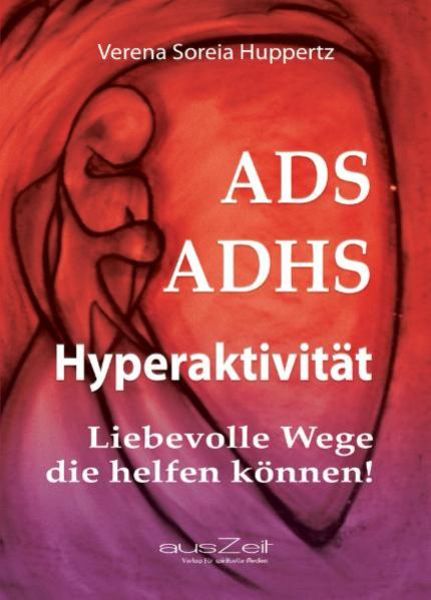 Verena Soreia Huppertz
ADS
ADHS
Hyperaktivität
Liebevolle Wege
die helfen können!
ausZeit
Verlag für spirituelle Medien